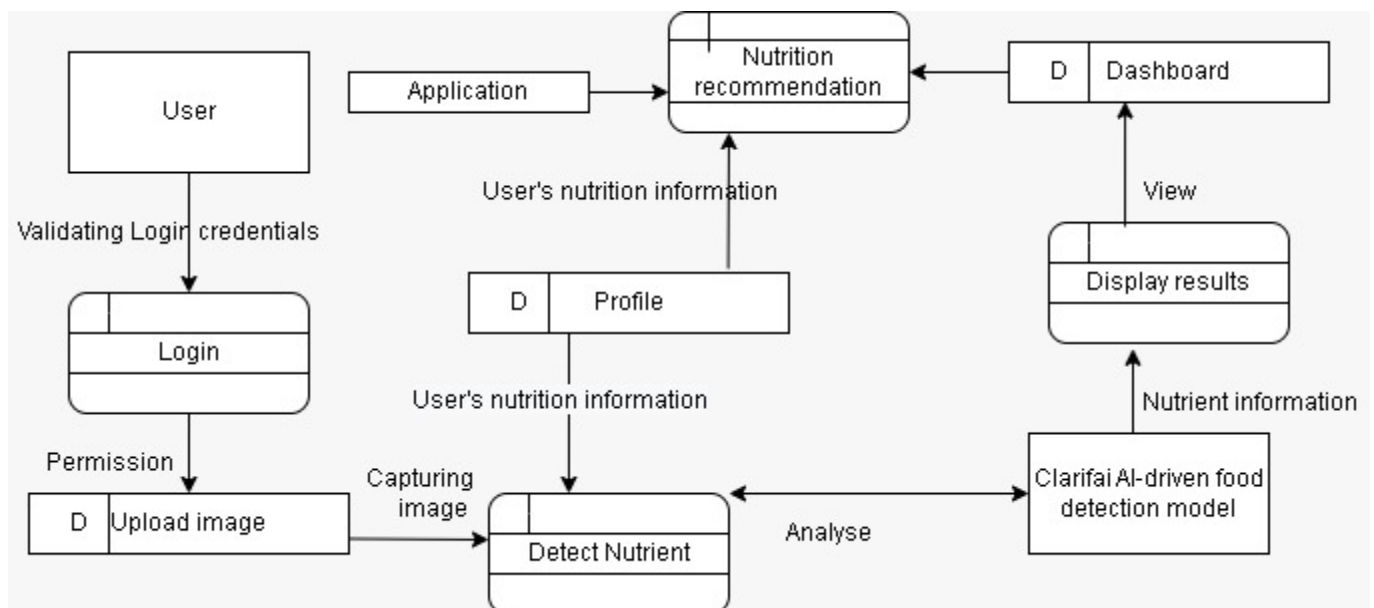 User
Application
Nutrition
recommendation
D Dashboard
Validating Login credentials
User's nutrition information
View
Login
D Profile
Display results
Permission
User's nutrition information
Nutrient information
D Upload image
Capturing
image
Detect Nutrient
Analyse
Clarifai AI-driven food
detection model